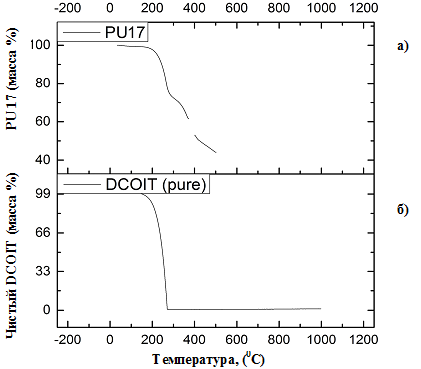 -200 0 200 400 600 800 1000 1200
PU17
а)
100
80
60
40
PU17 (масса %)
DCOIT (pure)
б)
99
66
33
0
Чистый DCOIT (масса %)
-200 0 200 400 600 800 1000 1200
Температура, (⁰C)